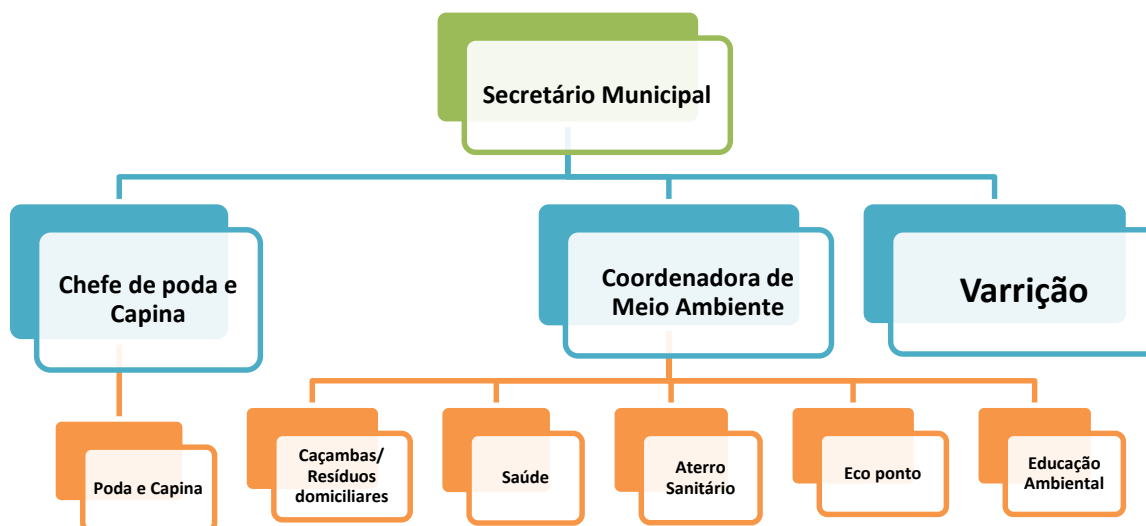 Secretário Municipal
Chefe de poda e
Capina
Coordenadora de
Meio Ambiente
Varrição
Poda e Capina
Caçambas/
Resíduos
domiciliares
Saúde
Aterro
Sanitário
Eco ponto
Educação
Ambiental